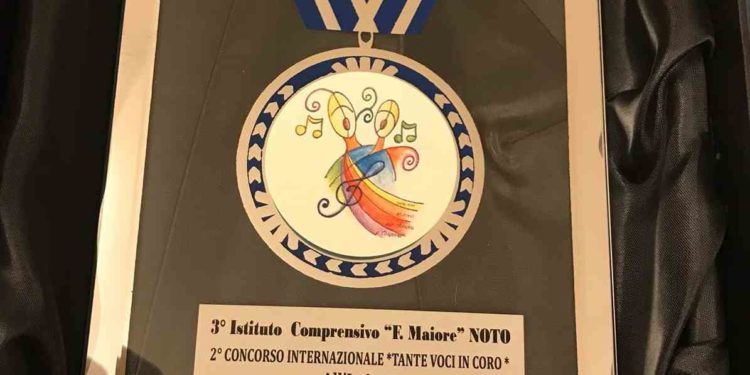 3° Istituto Comprensivo "F. Maiore" NOTO
2° CONCORSO INTERNAZIONALE *TANTE VOCI IN CORO*